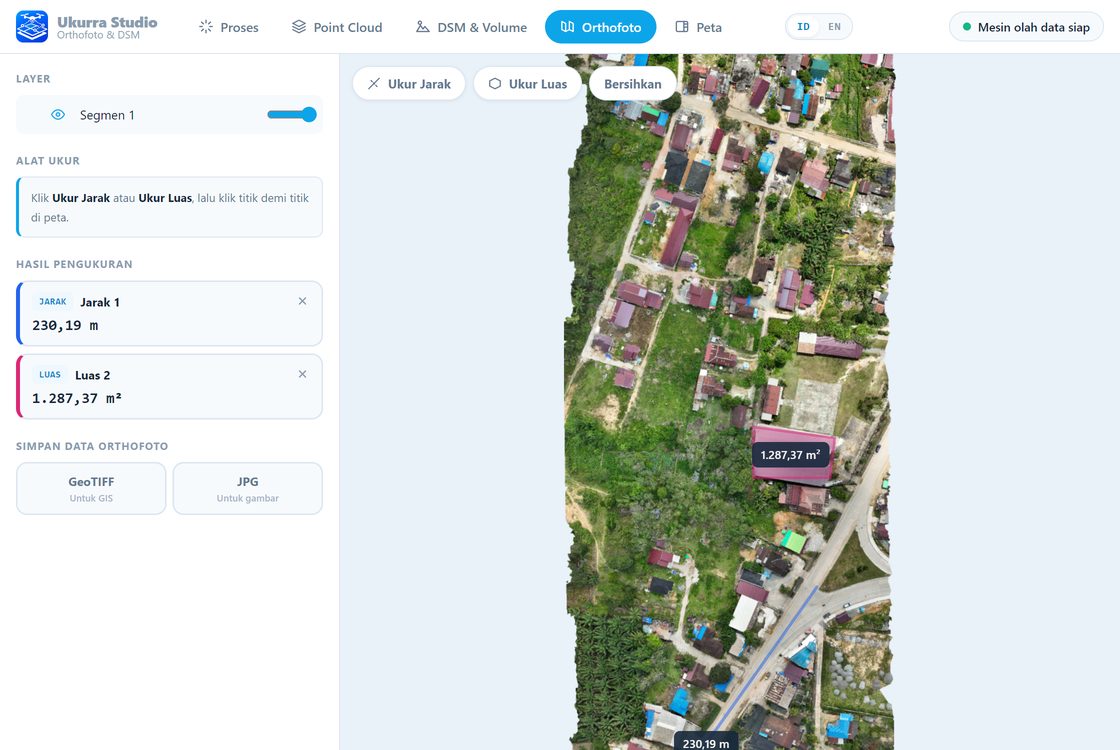 Ukurra Studio
Orthofoto & DSM
Proses
Point Cloud
DSM & Volume
Orthofoto
Peta
ID
EN
Mesin olah data siap
LAYER
Segmen 1
ALAT UKUR
Klik Ukur Jarak atau Ukur Luas, lalu klik titik demi titik
di peta.
HASIL PENGUKURAN
JARAK Jarak 1
230,19 m
LUAS Luas 2
1.287,37 m²
SIMPAN DATA ORTHOFOTO
GeoTIFF
Untuk GIS
JPG
Untuk gambar
Ukur Jarak
Ukur Luas
Bersihkan
1.287,37 m²
230,19 m